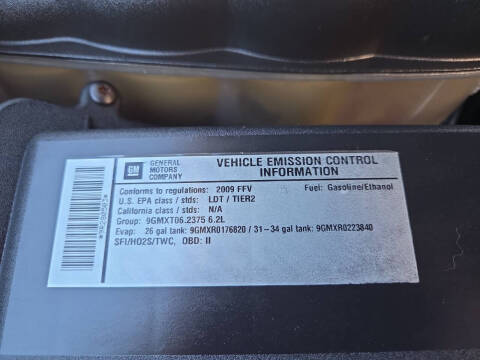 GM
GENERAL
MOTORS
COMPANY
VEHICLE EMISSION CONTROL
INFORMATION
Conforms to regulations: 2009 FFV Fuel: Gasoline/Ethanol
U.S. EPA class / stds: LDT / TIER2
California class / stds: N/A
Group: 9GMXT06.2375 6.2L
Evap: 26 gal tank: 9GMXR0176820 / 31-34 gal tank: 9GMXR0223840
SFI/HO2S/TWC, OBD: II